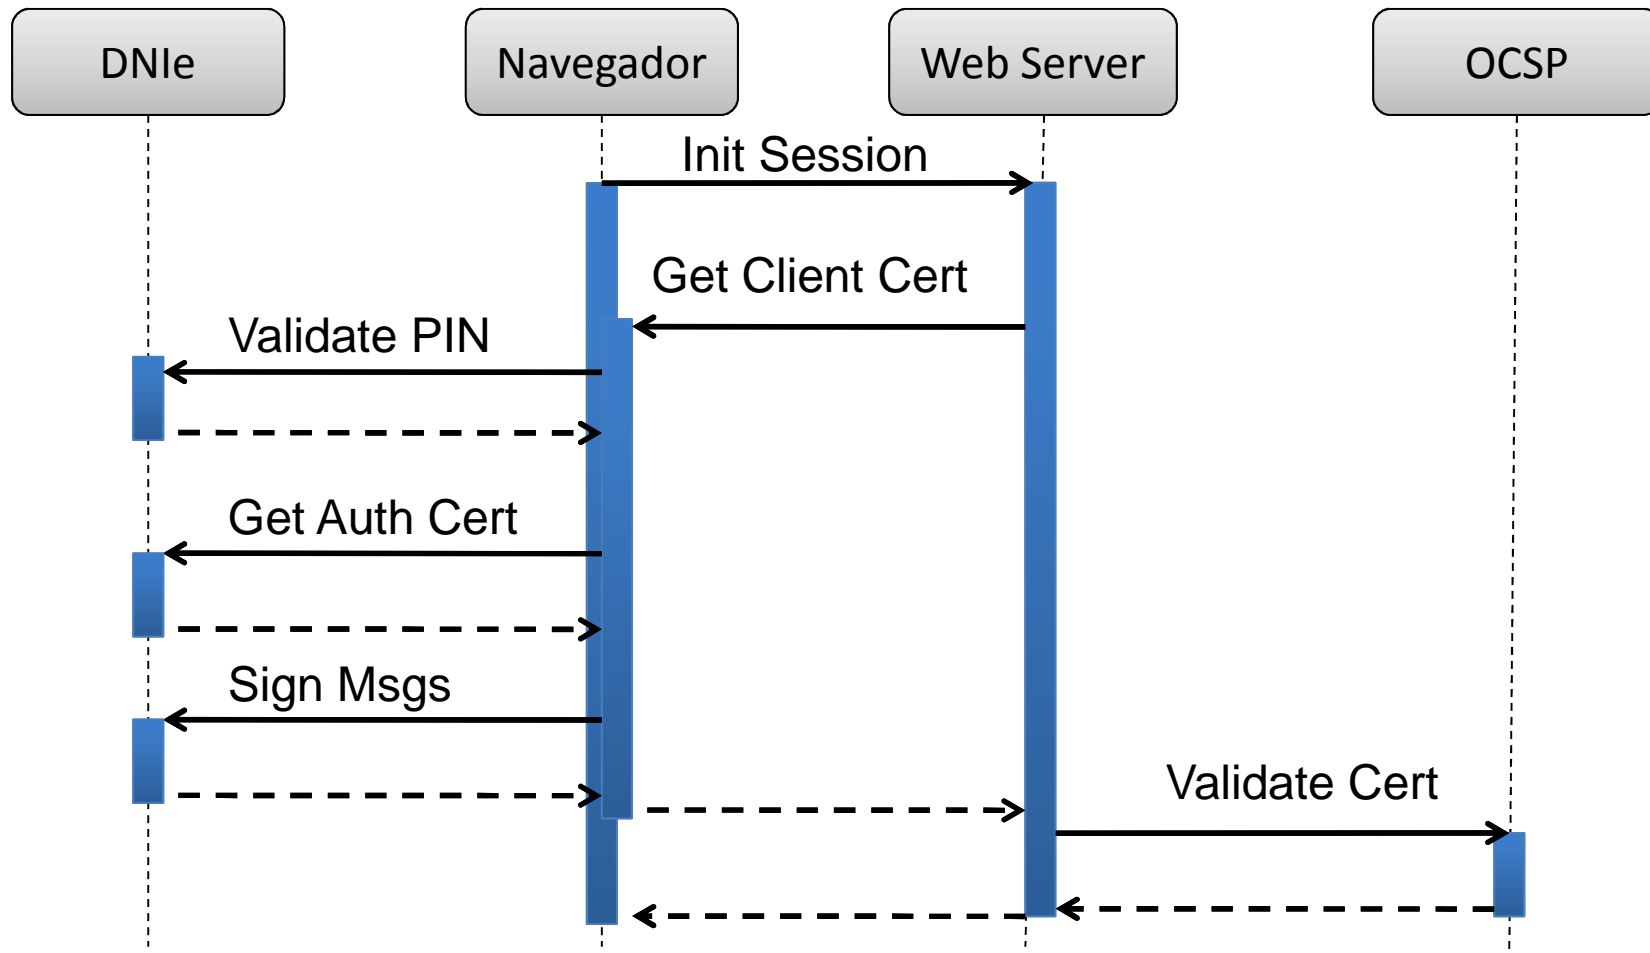 DNIe
Navegador
Web Server
OCSP
Init Session
Get Client Cert
Validate PIN
Get Auth Cert
Sign Msgs
Validate Cert